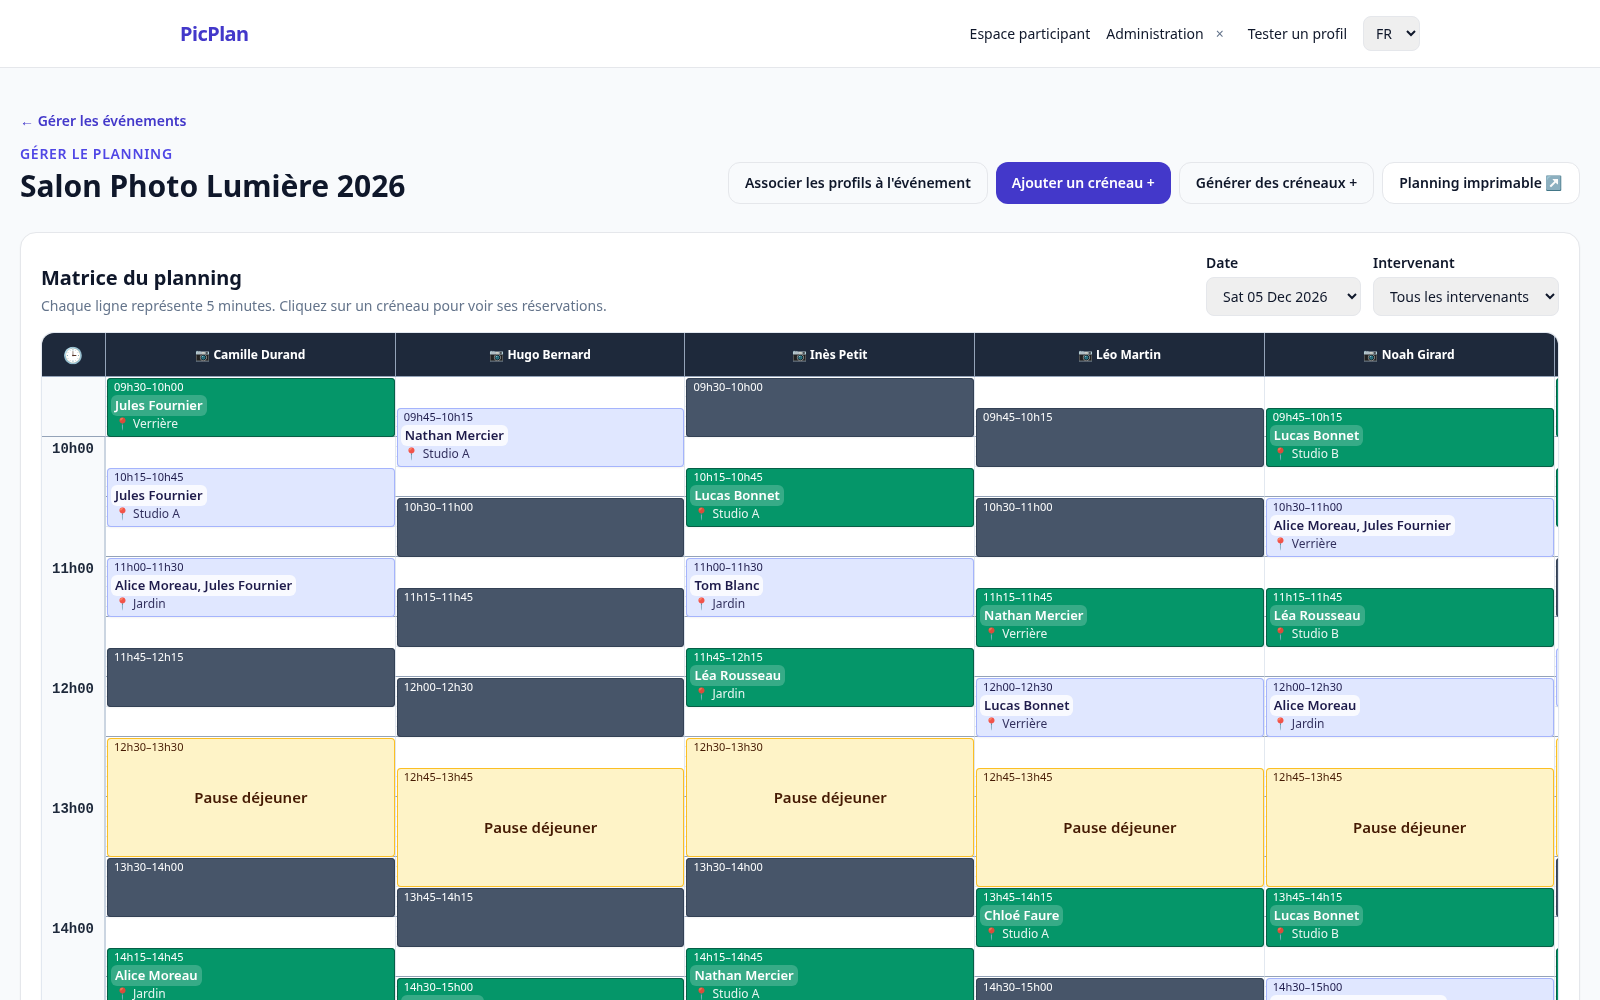 PicPlan
Espace participant
Administration
×
Tester un profil
FR
← Gérer les événements
GÉRER LE PLANNING
Salon Photo Lumière 2026
Associer les profils à l'événement
Ajouter un créneau +
Générer des créneaux +
Planning imprimable ↗
Matrice du planning
Chaque ligne représente 5 minutes. Cliquez sur un créneau pour voir ses réservations.
Date
Sat 05 Dec 2026
Intervenant
Tous les intervenants
Camille Durand
Hugo Bernard
Inès Petit
Léo Martin
Noah Girard
10h00
11h00
12h00
13h00
14h00
09h30–10h00
Jules Fournier
Verrière
10h15–10h45
Jules Fournier
Studio A
11h00–11h30
Alice Moreau, Jules Fournier
Jardin
11h45–12h15
12h30–13h30
Pause déjeuner
13h30–14h00
14h15–14h45
Alice Moreau
Jardin
09h45–10h15
Nathan Mercier
Studio A
10h30–11h00
11h15–11h45
12h00–12h30
12h45–13h45
Pause déjeuner
13h45–14h15
14h30–15h00
09h30–10h00
10h15–10h45
Lucas Bonnet
Studio A
11h00–11h30
Tom Blanc
Jardin
11h45–12h15
Léa Rousseau
Jardin
12h30–13h30
Pause déjeuner
13h30–14h00
14h15–14h45
Nathan Mercier
Studio A
09h45–10h15
10h30–11h00
11h15–11h45
Nathan Mercier
Verrière
12h00–12h30
Lucas Bonnet
Verrière
12h45–13h45
Pause déjeuner
13h45–14h15
Chloé Faure
Studio A
14h30–15h00
09h45–10h15
Lucas Bonnet
Studio B
10h30–11h00
Alice Moreau, Jules Fournier
Verrière
11h15–11h45
Léa Rousseau
Studio B
12h00–12h30
Alice Moreau
Jardin
12h45–13h45
Pause déjeuner
13h45–14h15
Lucas Bonnet
Studio B
14h30–15h00